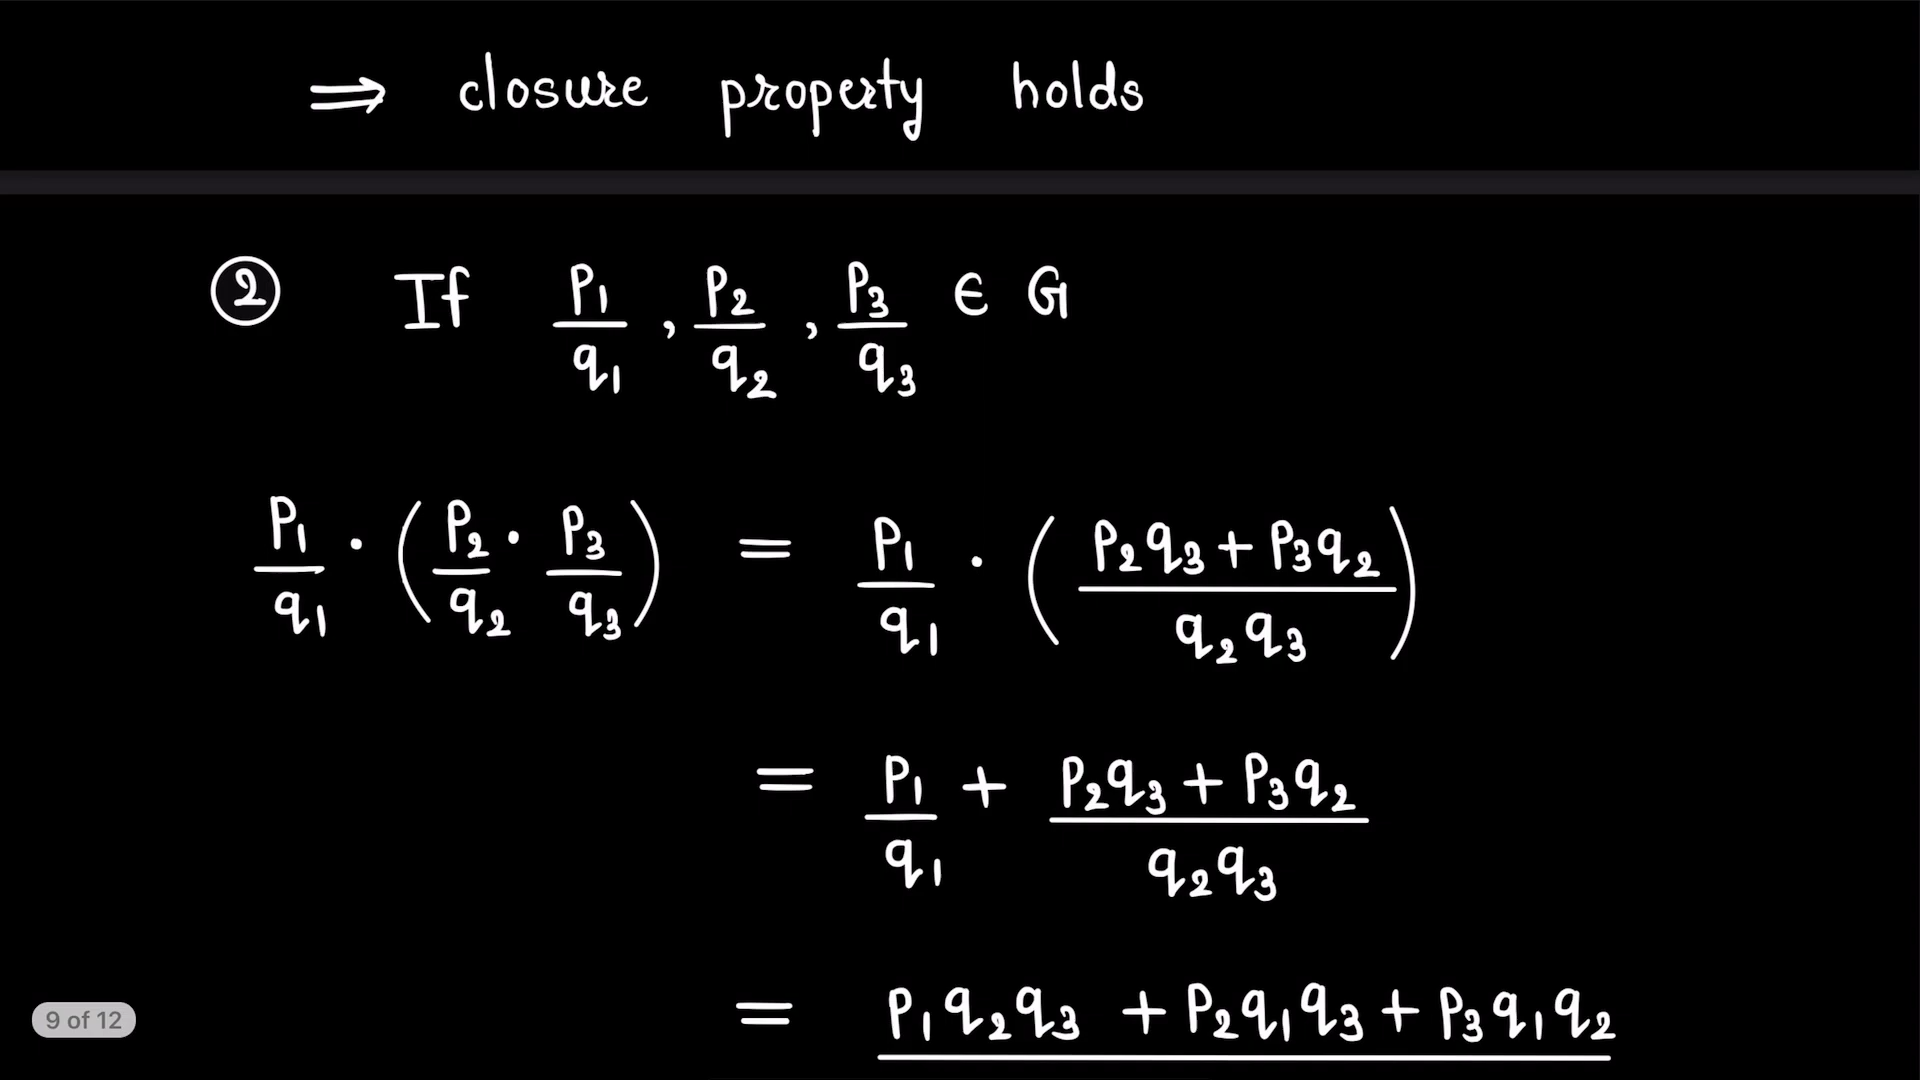 ⇒ closure property holds
② If p₁/q₁ , p₂/q₂ , p₃/q₃ ∈ G
p₁/q₁ · (p₂/q₂ · p₃/q₃) = p₁/q₁ · ((p₂q₃ + p₃q₂)/(q₂q₃))
= p₁/q₁ + (p₂q₃ + p₃q₂)/(q₂q₃)
= p₁q₂q₃ + p₂q₁q₃ + p₃q₁q₂
9 of 12